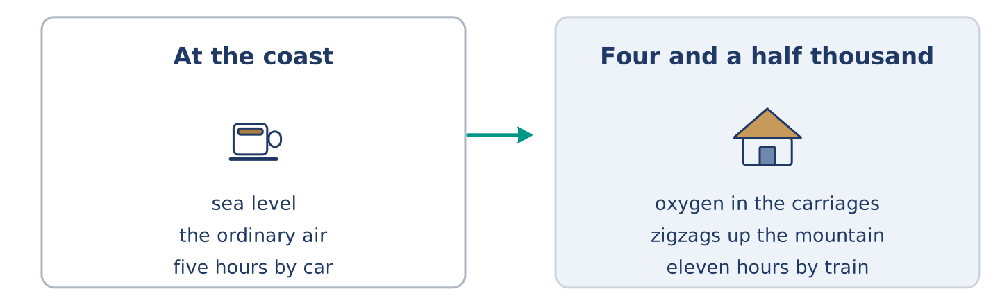 At the coast
sea level
the ordinary air
five hours by car
Four and a half thousand
oxygen in the carriages
zigzags up the mountain
eleven hours by train